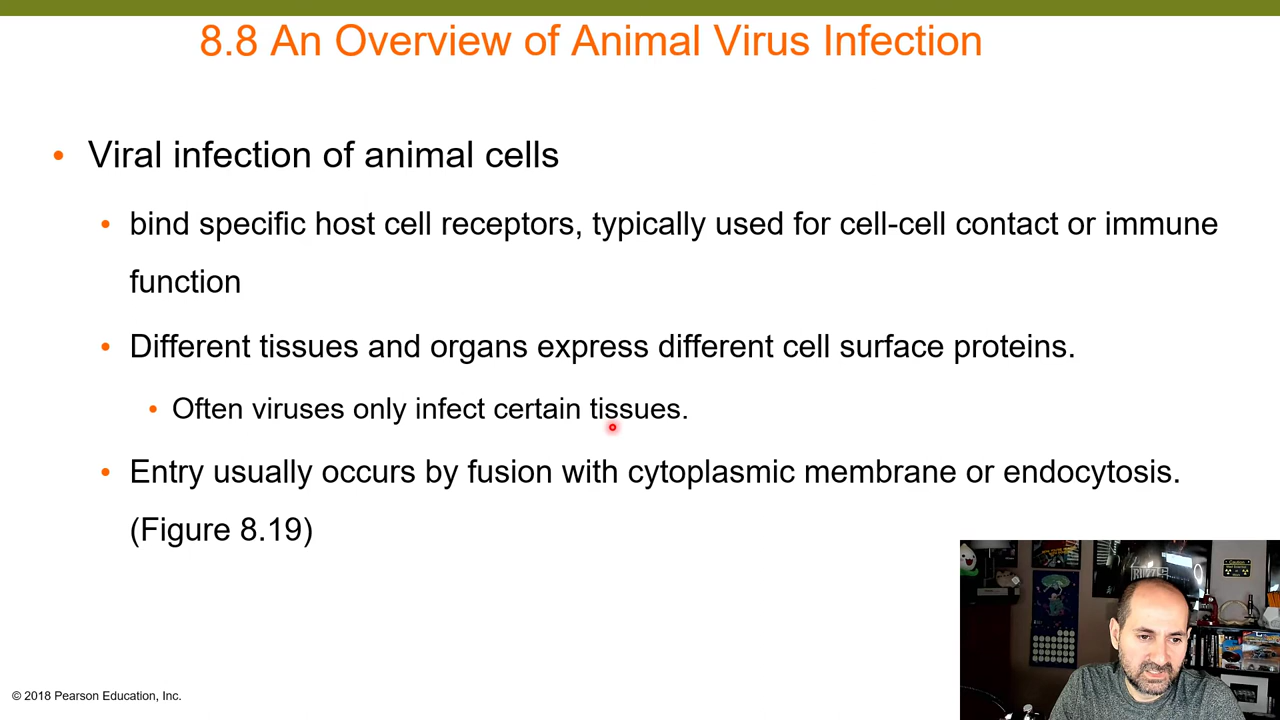 8.8 An Overview of Animal Virus Infection
• Viral infection of animal cells
• bind specific host cell receptors, typically used for cell-cell contact or immune
function
• Different tissues and organs express different cell surface proteins.
• Often viruses only infect certain tissues.
• Entry usually occurs by fusion with cytoplasmic membrane or endocytosis.
(Figure 8.19)
Caution
© 2018 Pearson Education, Inc.